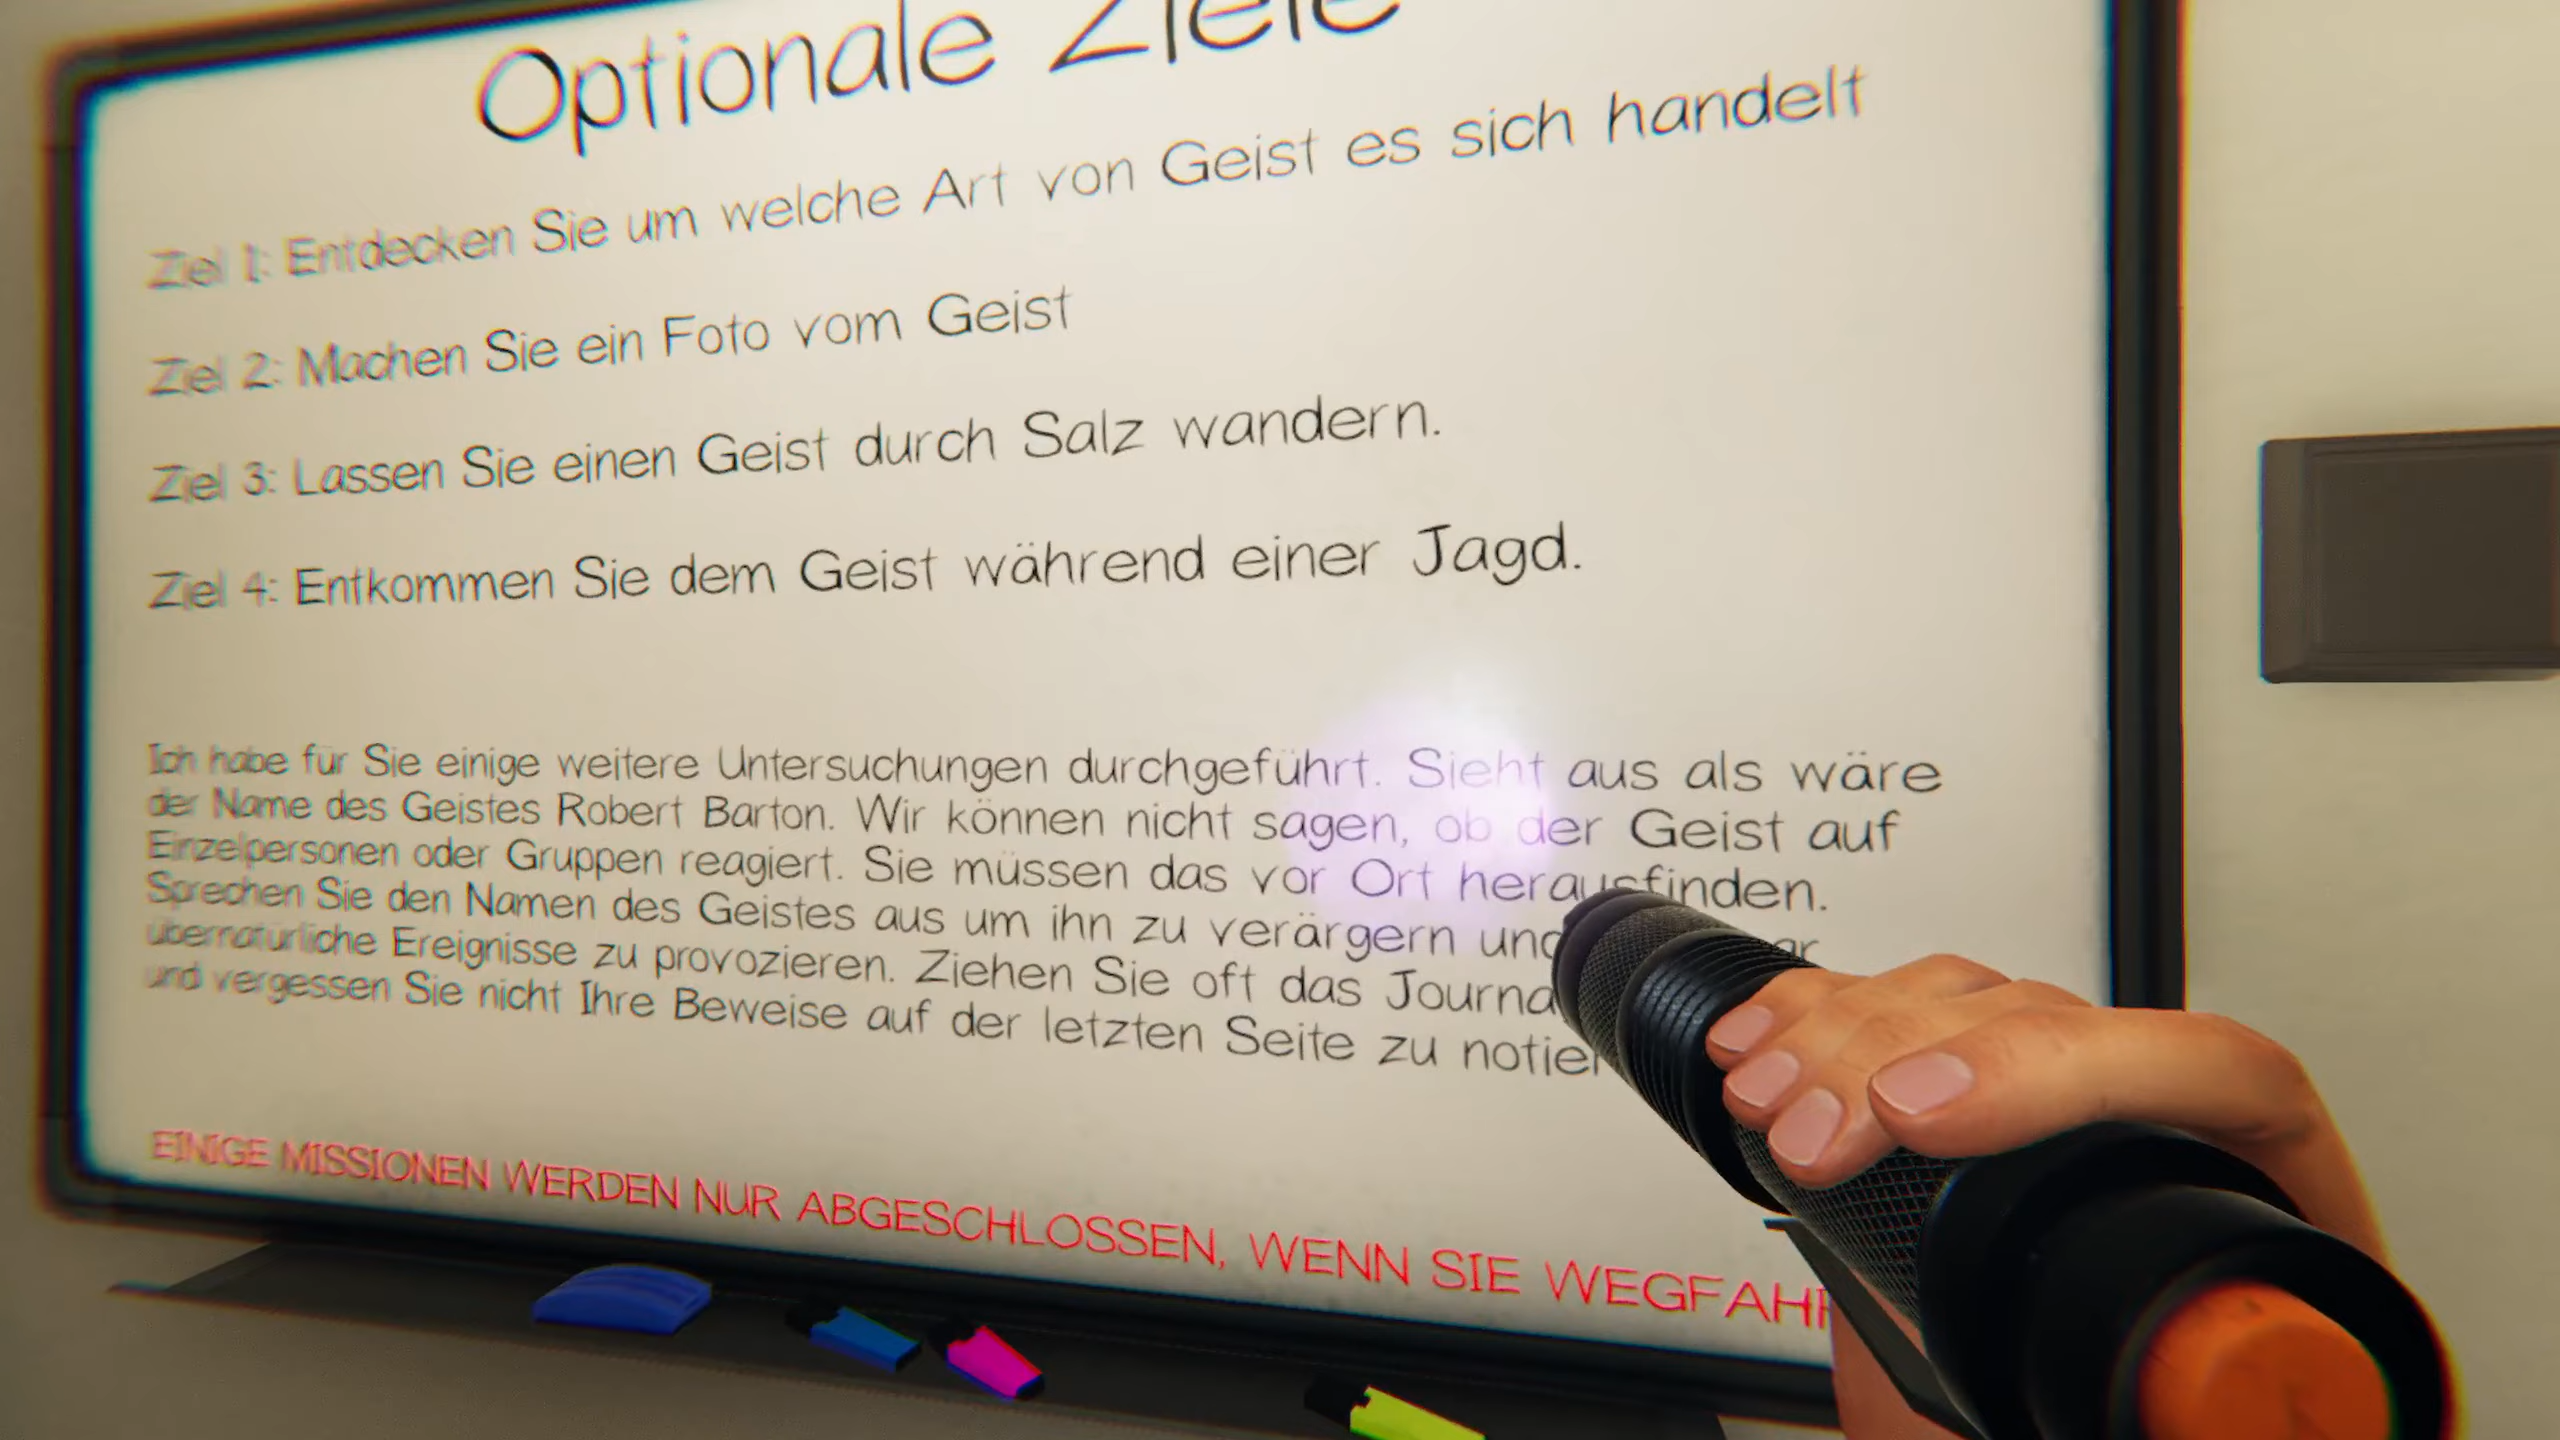 Optionale Ziele
Ziel 1: Entdecken Sie um welche Art von Geist es sich handelt
Ziel 2: Machen Sie ein Foto vom Geist
Ziel 3: Lassen Sie einen Geist durch Salz wandern.
Ziel 4: Entkommen Sie dem Geist während einer Jagd.
Ich habe für Sie einige weitere Untersuchungen durchgeführt. Sieht aus als wäre
der Name des Geistes Robert Barton. Wir können nicht sagen, ob der Geist auf
Einzelpersonen oder Gruppen reagiert. Sie müssen das vor Ort herausfinden.
Sprechen Sie den Namen des Geistes aus um ihn zu verärgern und
übernatürliche Ereignisse zu provozieren. Ziehen Sie oft das
und vergessen Sie nicht Ihre Beweise auf der letzten Seite zu
EINIGE MISSIONEN WERDEN NUR ABGESCHLOSSEN, WENN SIE